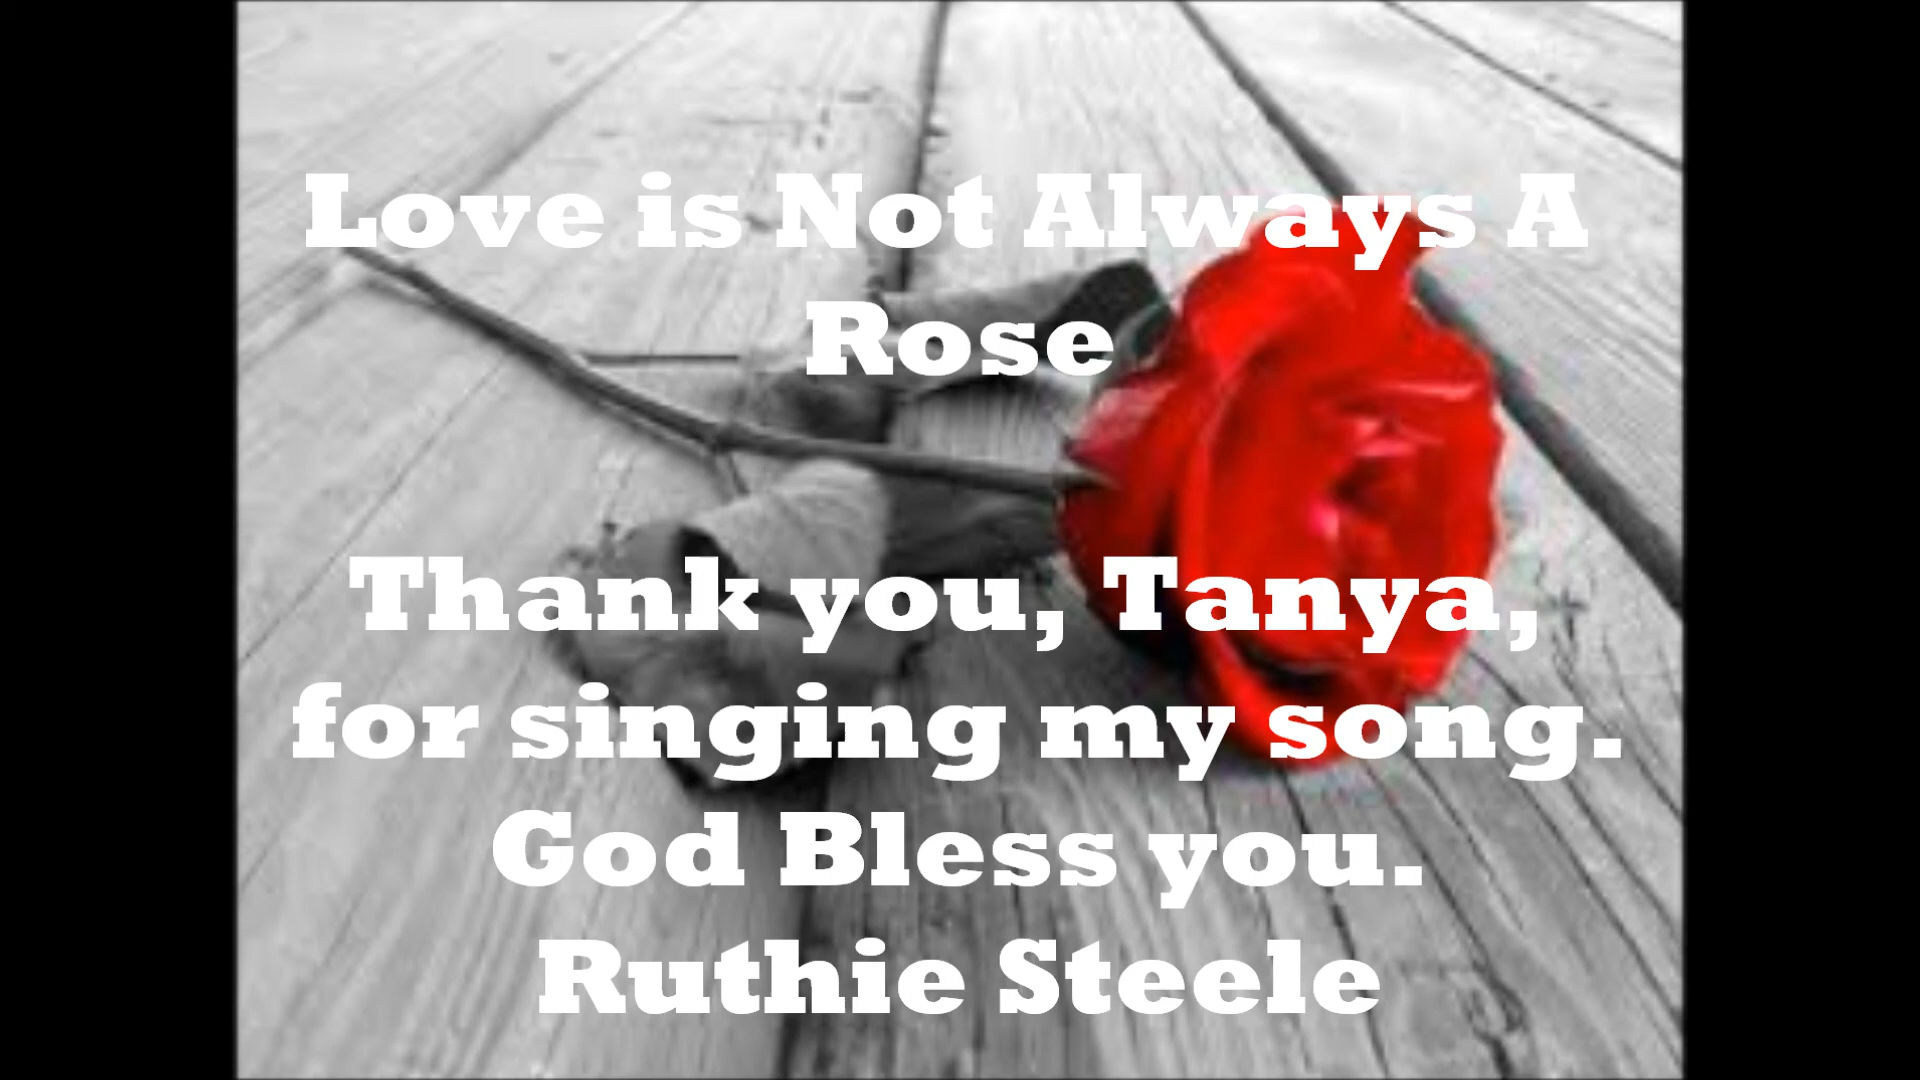 Love is Not Always A
Rose
Thank you, Tanya,
for singing my song.
God Bless you.
Ruthie Steele